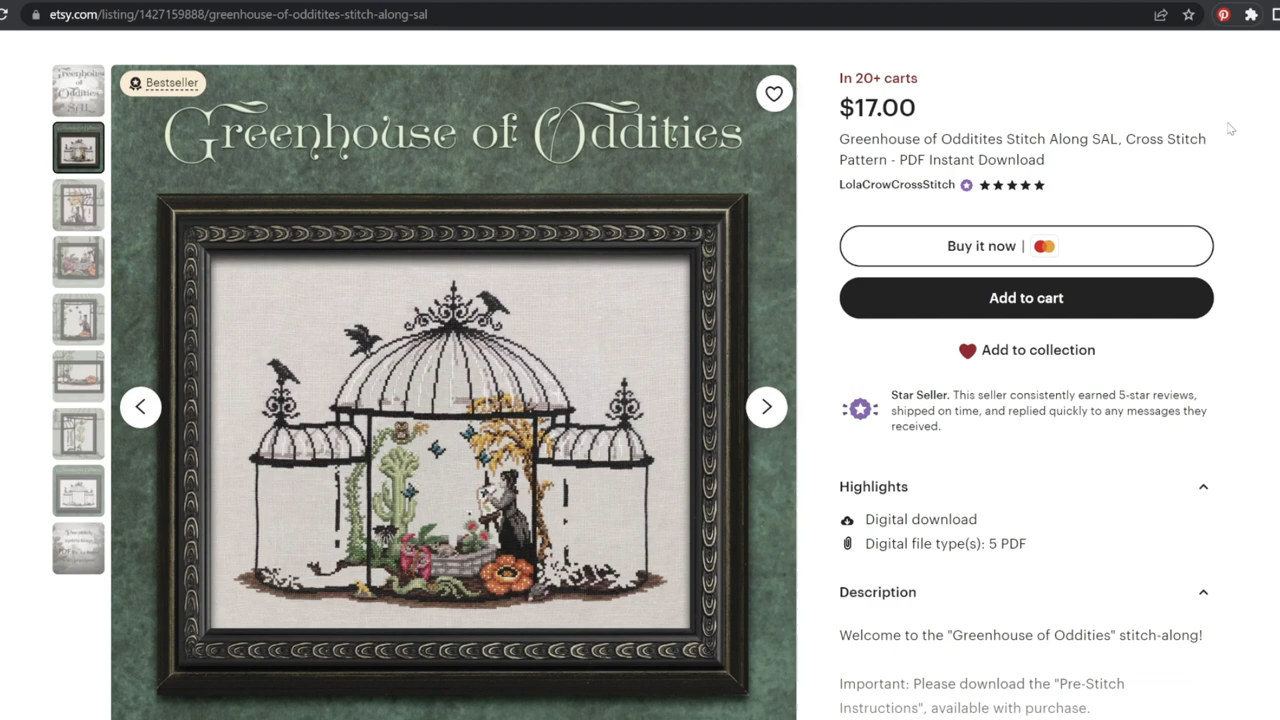 etsy.com/listing/1427159888/greenhouse-of-odditites-stitch-along-sal
Greenhouse
of
Oddities
SAL
Bestseller
Greenhouse of Oddities
In 20+ carts
$17.00
Greenhouse of Odditites Stitch Along SAL, Cross Stitch
Pattern - PDF Instant Download
LolaCrowCrossStitch
Buy it now |
Add to cart
Add to collection
Star Seller. This seller consistently earned 5-star reviews,
shipped on time, and replied quickly to any messages they
received.
Highlights
Digital download
Digital file type(s): 5 PDF
Description
Welcome to the "Greenhouse of Oddities" stitch-along!
Important: Please download the "Pre-Stitch
Instructions", available with purchase.